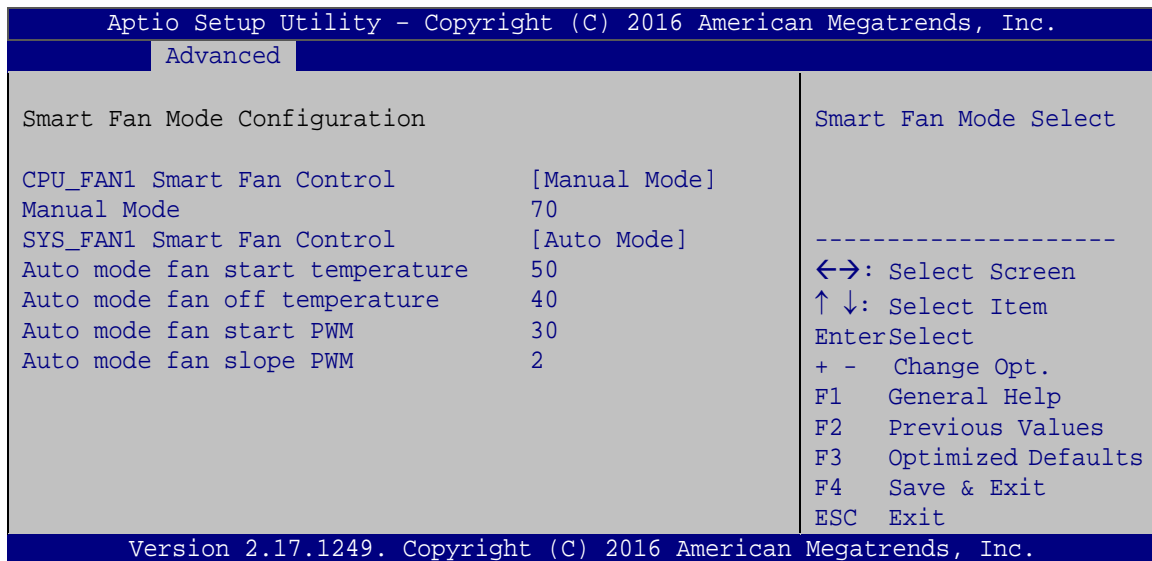 Aptio Setup Utility – Copyright (C) 2016 American Megatrends, Inc.
Advanced
Smart Fan Mode Configuration
CPU_FAN1 Smart Fan Control [Manual Mode]
Manual Mode 70
SYS_FAN1 Smart Fan Control [Auto Mode]
Auto mode fan start temperature 50
Auto mode fan off temperature 40
Auto mode fan start PWM 30
Auto mode fan slope PWM 2
Smart Fan Mode Select
---------------------
←→: Select Screen
↑ ↓: Select Item
EnterSelect
+ - Change Opt.
F1 General Help
F2 Previous Values
F3 Optimized Defaults
F4 Save & Exit
ESC Exit
Version 2.17.1249. Copyright (C) 2016 American Megatrends, Inc.